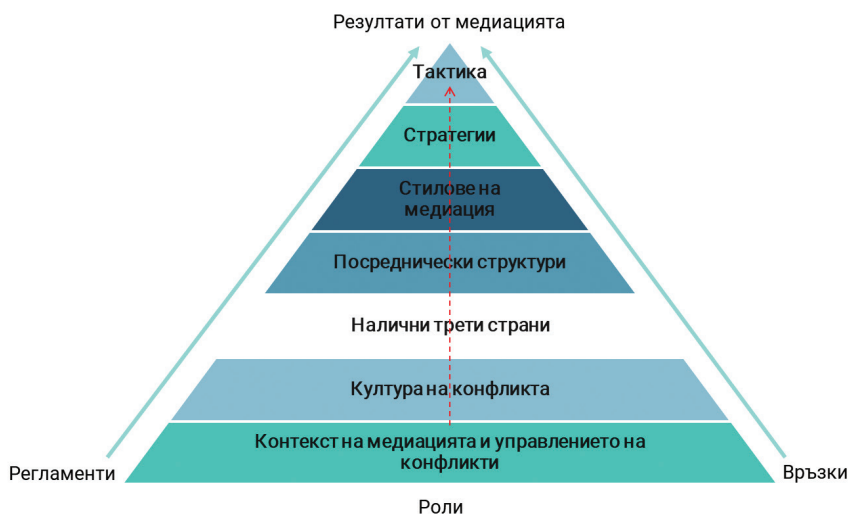 Резултати от медиацията
Тактика
Стратегии
Стилове на
медиация
Посреднически структури
Налични трети страни
Култура на конфликта
Контекст на медиацията и управлението на
конфликти
Регламенти
Връзки
Роли